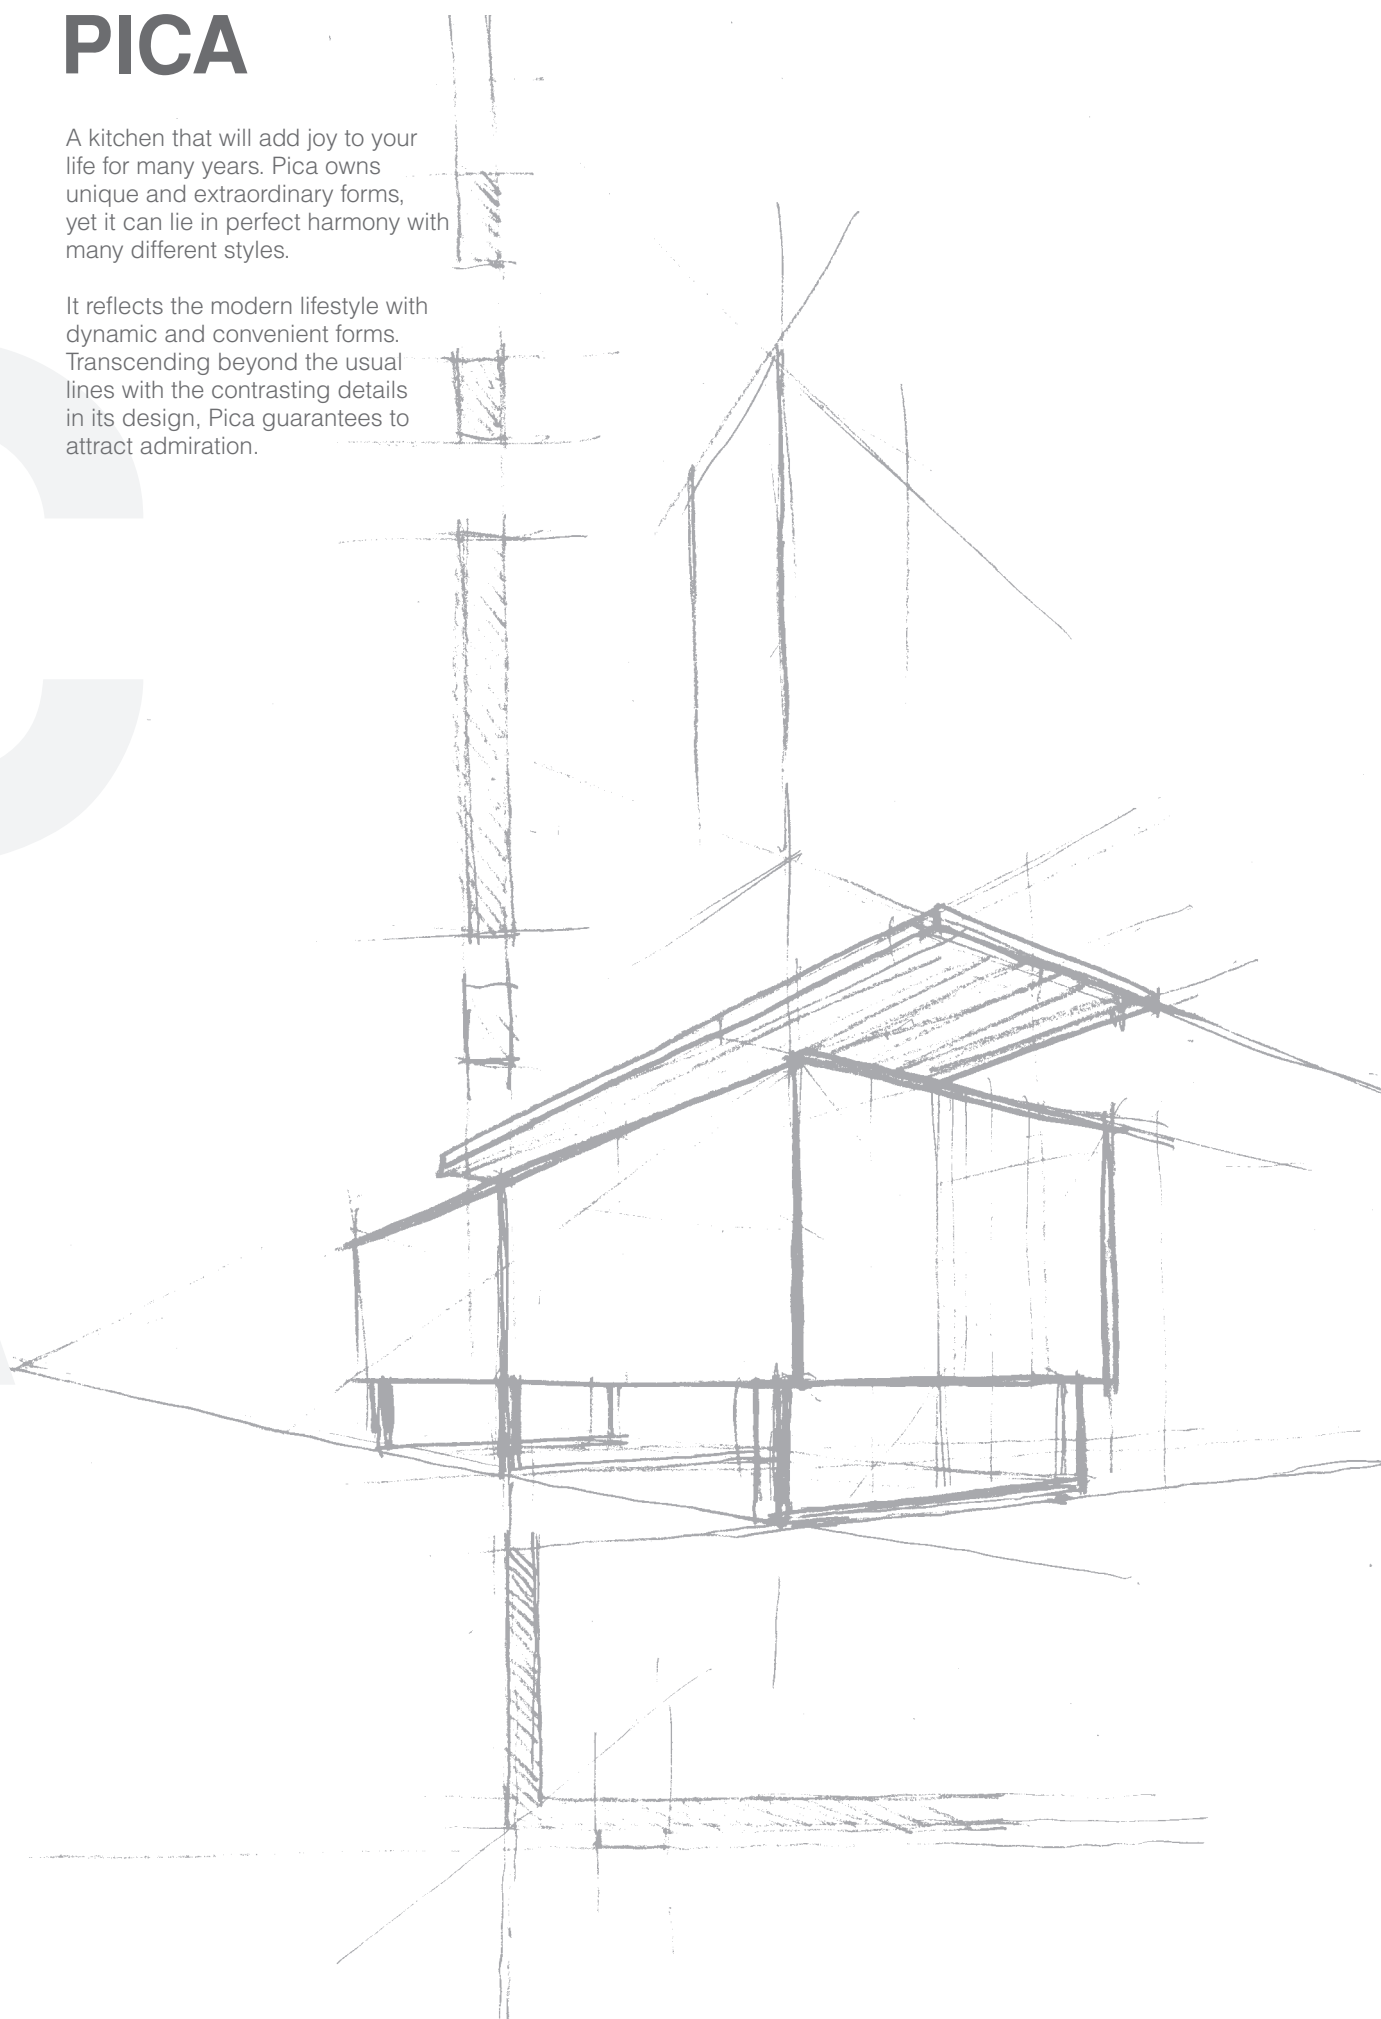 PICA
A kitchen that will add joy to your
life for many years. Pica owns
unique and extraordinary forms,
yet it can lie in perfect harmony with
many different styles.
It reflects the modern lifestyle with
dynamic and convenient forms.
Transcending beyond the usual
lines with the contrasting details
in its design, Pica guarantees to
attract admiration.
C